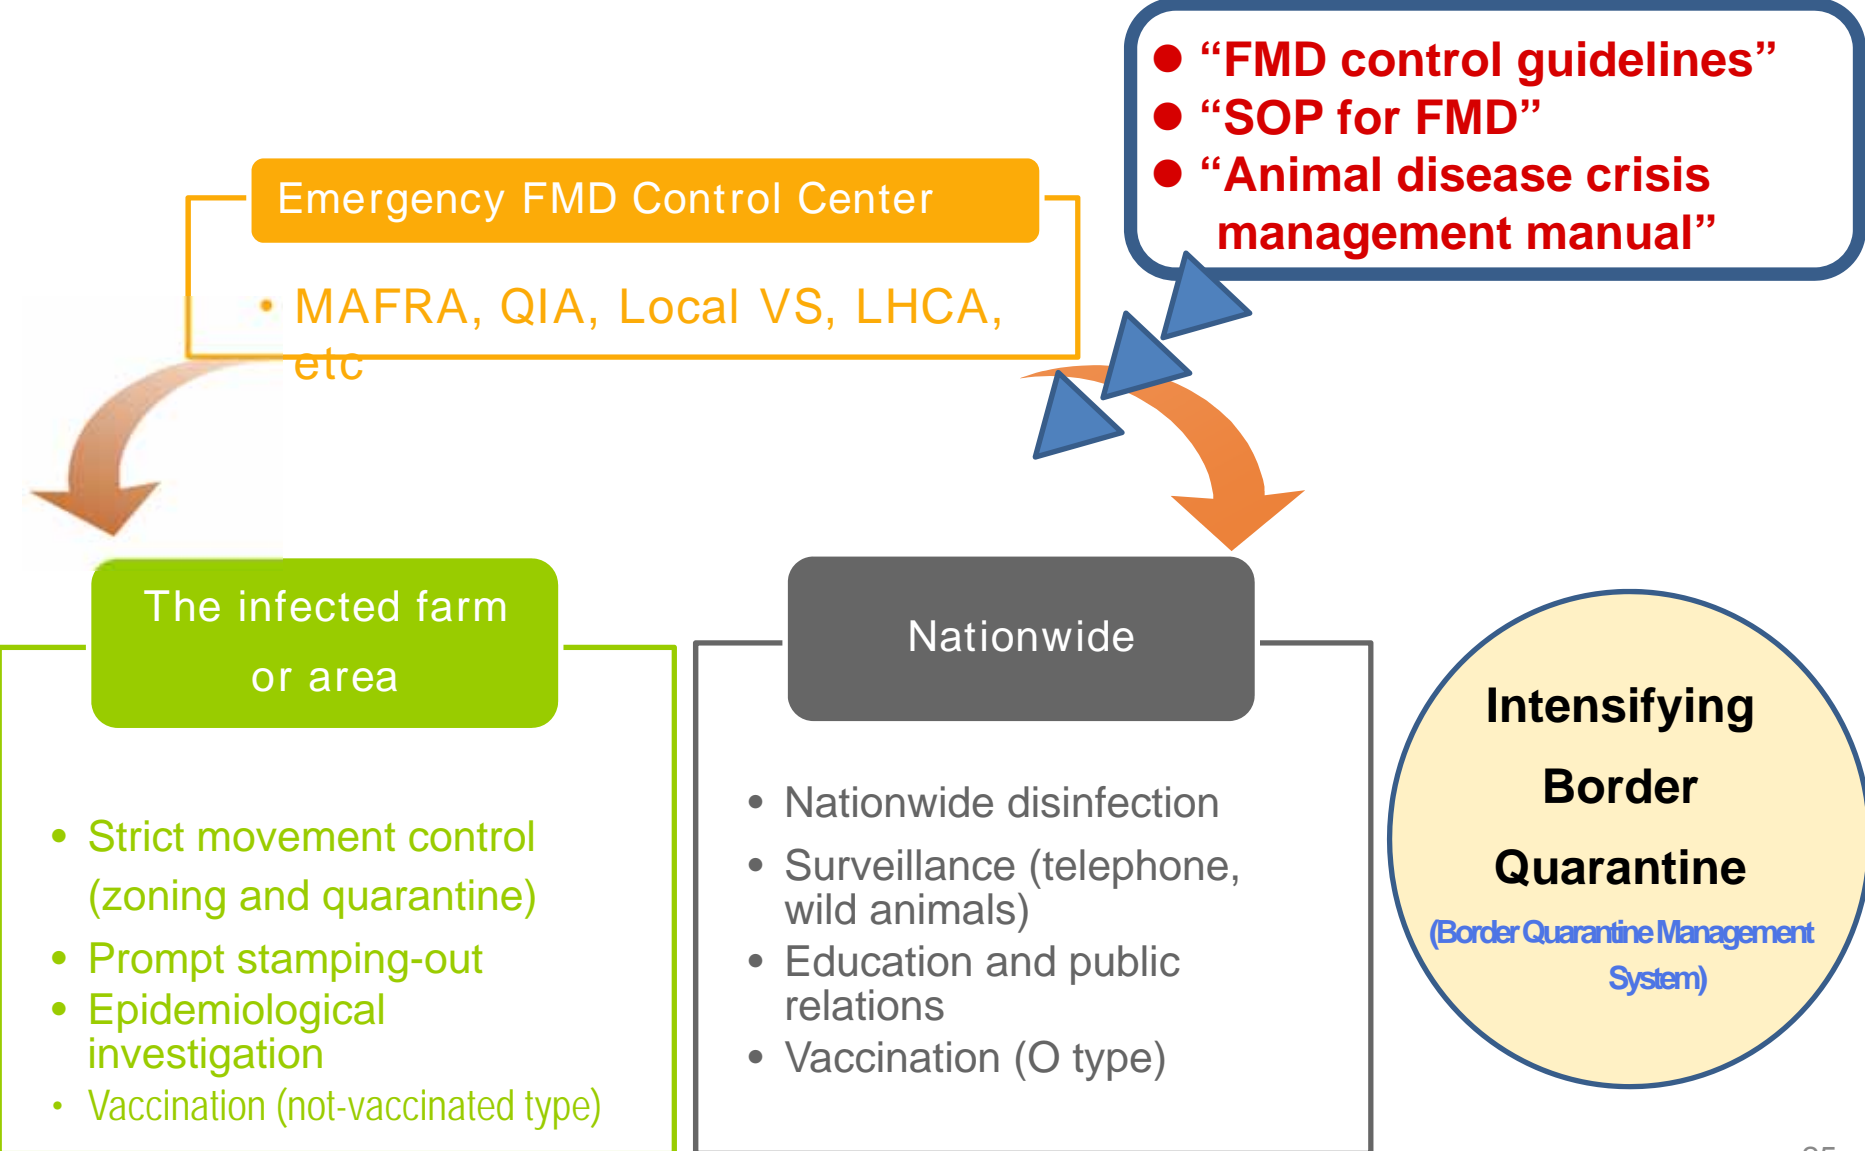 ● “FMD control guidelines”
● “SOP for FMD”
● “Animal disease crisis
management manual”
Emergency FMD Control Center
• MAFRA, QIA, Local VS, LHCA,
etc
The infected farm
or area
• Strict movement control
(zoning and quarantine)
• Prompt stamping-out
• Epidemiological
investigation
• Vaccination (not-vaccinated type)
Nationwide
• Nationwide disinfection
• Surveillance (telephone,
wild animals)
• Education and public
relations
• Vaccination (O type)
Intensifying
Border
Quarantine
(Border Quarantine Management
System)